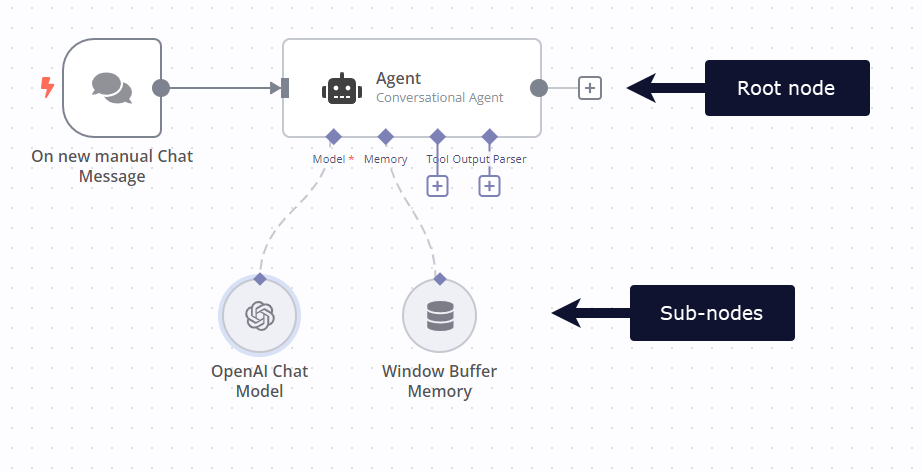 Agent
Conversational Agent
Root node
On new manual Chat
Message
Model *
Memory
Tool
Output Parser
Sub-nodes
OpenAI Chat
Model
Window Buffer
Memory